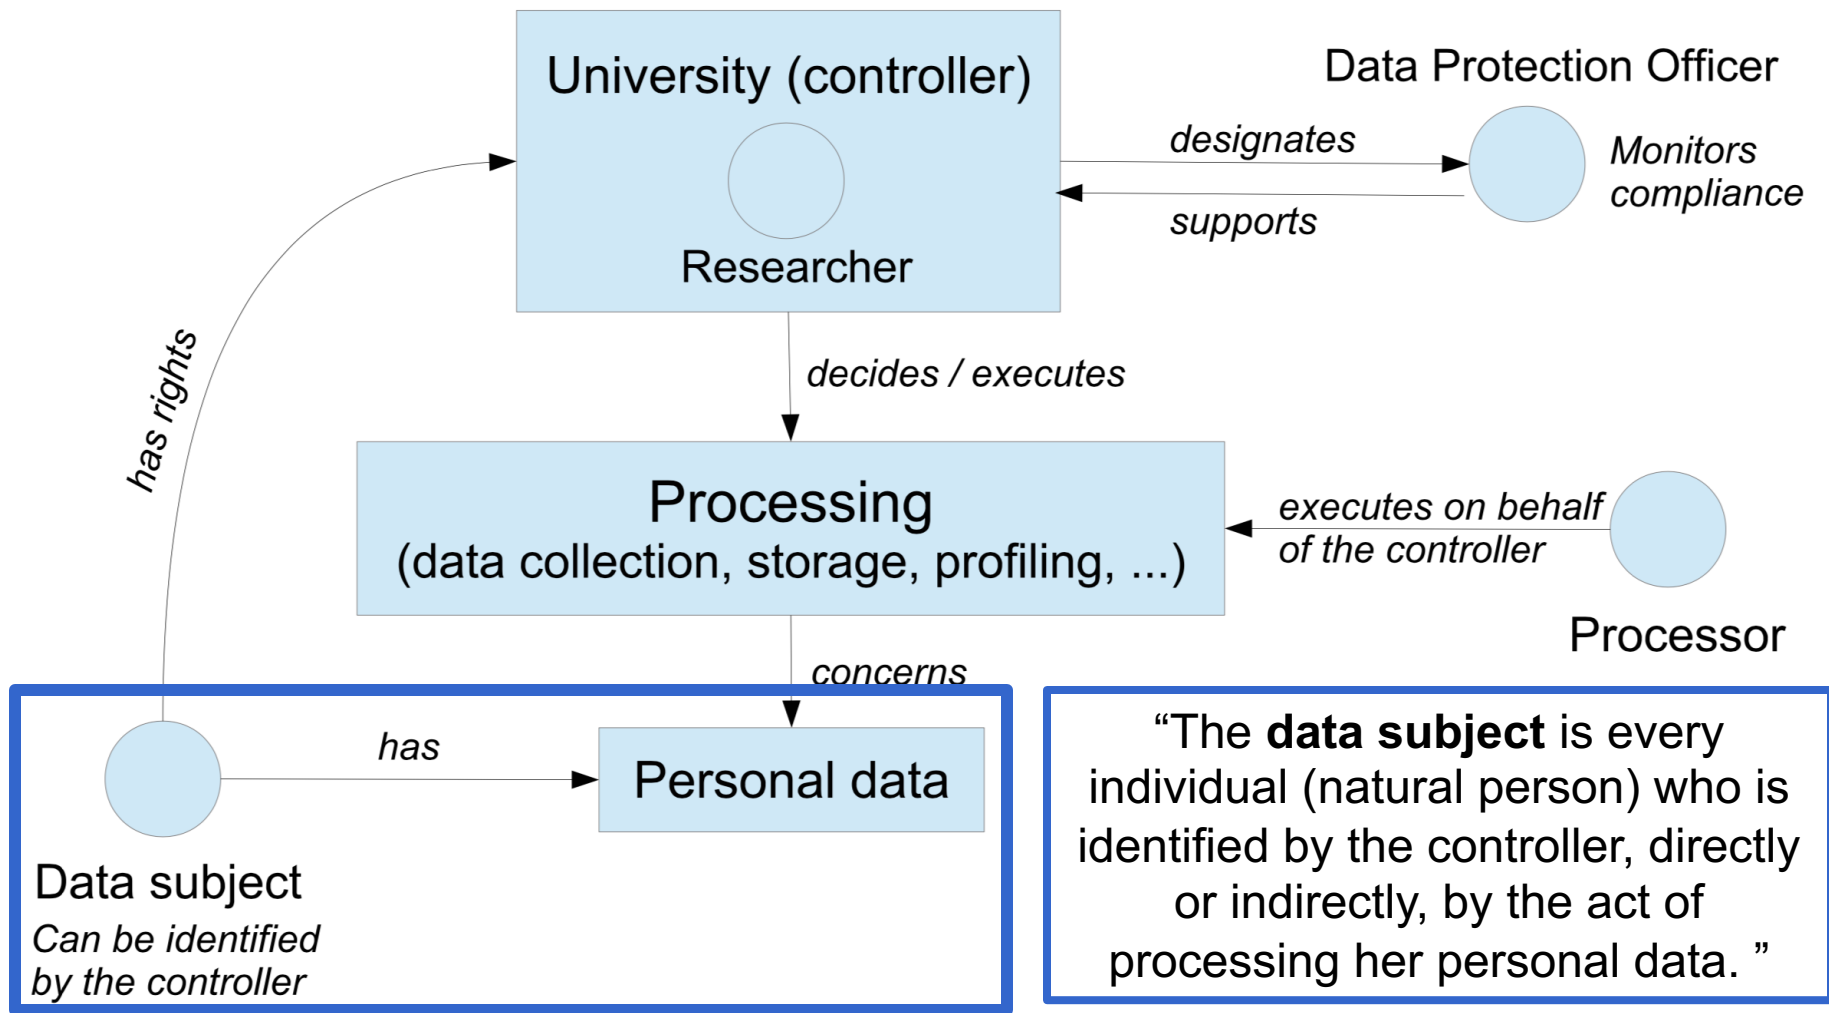 University (controller)
Researcher
Data Protection Officer
designates
Monitors
compliance
supports
has rights
decides / executes
Processing
(data collection, storage, profiling, ...)
executes on behalf
of the controller
Processor
concerns
has
Personal data
Data subject
Can be identified
by the controller
“The data subject is every
individual (natural person) who is
identified by the controller, directly
or indirectly, by the act of
processing her personal data. ”